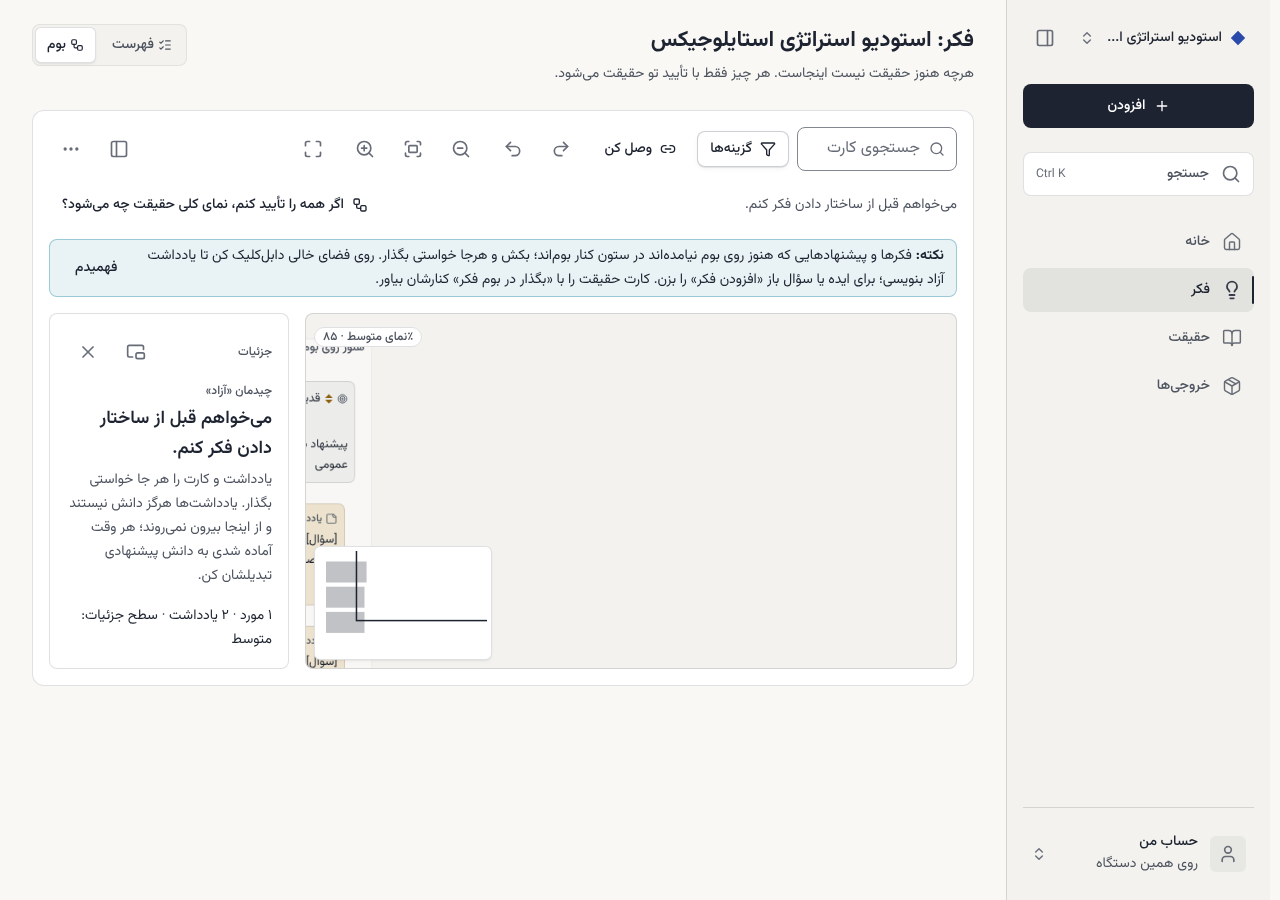 استودیو استراتژی ا...
افزودن
جستجو
Ctrl K
خانه
فکر
حقیقت
خروجی‌ها
حساب من
روی همین دستگاه
فکر: استودیو استراتژی استایلوجیکس
هرچه هنوز حقیقت نیست اینجاست. هر چیز فقط با تأیید تو حقیقت می‌شود.
فهرست
بوم
جستجوی کارت
گزینه‌ها
وصل کن
می‌خواهم قبل از ساختار دادن فکر کنم.
اگر همه را تأیید کنم، نمای کلی حقیقت چه می‌شود؟
نکته: فکرها و پیشنهادهایی که هنوز روی بوم نیامده‌اند در ستون کنار بوم‌اند؛ بکش و هرجا خواستی بگذار. روی فضای خالی دابل‌کلیک کن تا یادداشت
آزاد بنویسی؛ برای ایده یا سؤال باز «افزودن فکر» را بزن. کارت حقیقت را با «بگذار در بوم فکر» کنارشان بیاور.
فهمیدم
نمای متوسط · ۸۵٪
هنوز روی بوم
پیشنهاد
عمومی
[سؤال]
[سؤال]
جزئیات
چیدمان «آزاد»
می‌خواهم قبل از ساختار
دادن فکر کنم.
یادداشت و کارت را هر جا خواستی
بگذار. یادداشت‌ها هرگز دانش نیستند
و از اینجا بیرون نمی‌روند؛ هر وقت
آماده شدی به دانش پیشنهادی
تبدیلشان کن.
۱ مورد · ۲ یادداشت · سطح جزئیات:
متوسط